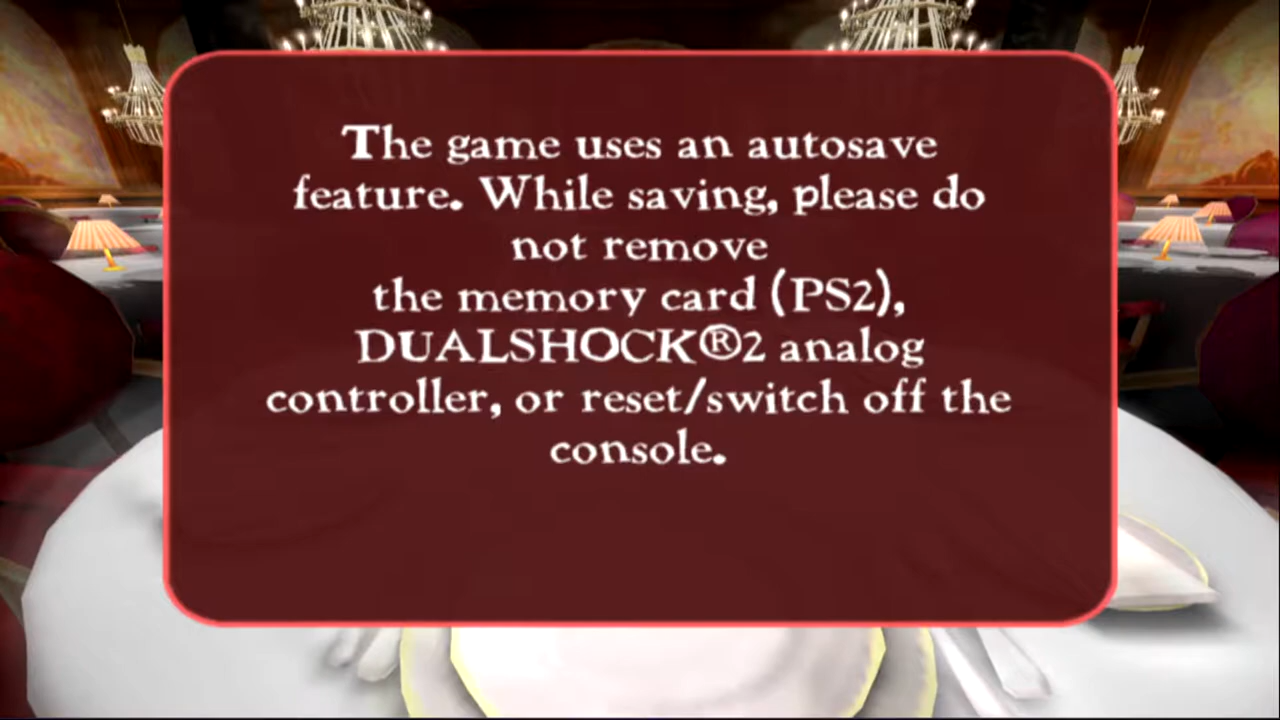 The game uses an autosave
feature. While saving, please do
not remove
the memory card (PS2),
DUALSHOCK®2 analog
controller, or reset/switch off the
console.